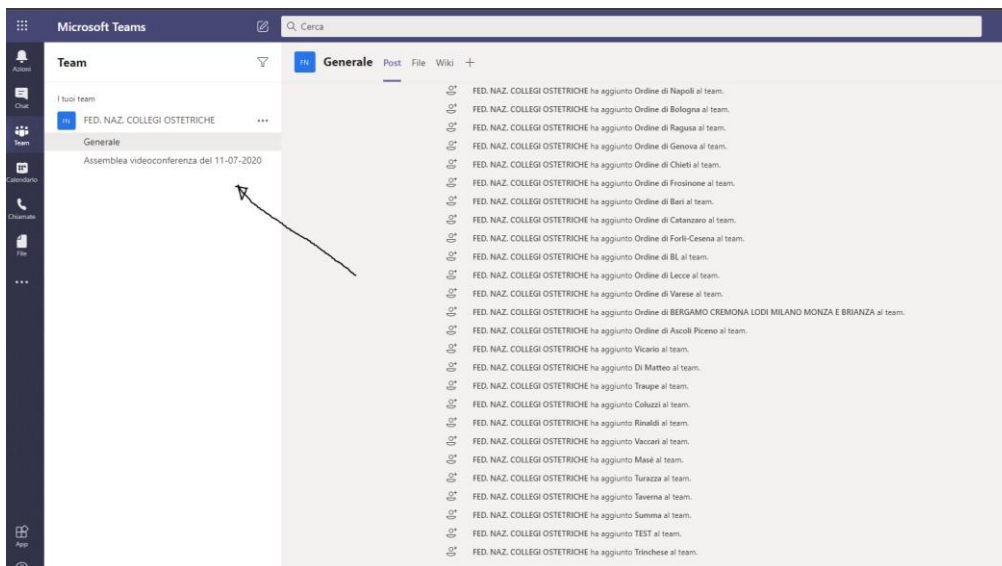 Microsoft Teams
Cerca
Azioni
Chat
Team
Calendario
Chiamate
File
App
Team
I tuoi team
FN FED. NAZ. COLLEGI OSTETRICHE
Generale
Assemblea videoconferenza del 11-07-2020
FN Generale Post File Wiki
FED. NAZ. COLLEGI OSTETRICHE ha aggiunto Ordine di Napoli al team.
FED. NAZ. COLLEGI OSTETRICHE ha aggiunto Ordine di Bologna al team.
FED. NAZ. COLLEGI OSTETRICHE ha aggiunto Ordine di Ragusa al team.
FED. NAZ. COLLEGI OSTETRICHE ha aggiunto Ordine di Genova al team.
FED. NAZ. COLLEGI OSTETRICHE ha aggiunto Ordine di Chieti al team.
FED. NAZ. COLLEGI OSTETRICHE ha aggiunto Ordine di Frosinone al team.
FED. NAZ. COLLEGI OSTETRICHE ha aggiunto Ordine di Bari al team.
FED. NAZ. COLLEGI OSTETRICHE ha aggiunto Ordine di Catanzaro al team.
FED. NAZ. COLLEGI OSTETRICHE ha aggiunto Ordine di Forlì-Cesena al team.
FED. NAZ. COLLEGI OSTETRICHE ha aggiunto Ordine di BL al team.
FED. NAZ. COLLEGI OSTETRICHE ha aggiunto Ordine di Lecce al team.
FED. NAZ. COLLEGI OSTETRICHE ha aggiunto Ordine di Varese al team.
FED. NAZ. COLLEGI OSTETRICHE ha aggiunto Ordine di BERGAMO CREMONA LODI MILANO MONZA E BRIANZA al team.
FED. NAZ. COLLEGI OSTETRICHE ha aggiunto Ordine di Ascoli Piceno al team.
FED. NAZ. COLLEGI OSTETRICHE ha aggiunto Vicario al team.
FED. NAZ. COLLEGI OSTETRICHE ha aggiunto Di Matteo al team.
FED. NAZ. COLLEGI OSTETRICHE ha aggiunto Traupe al team.
FED. NAZ. COLLEGI OSTETRICHE ha aggiunto Coluzzi al team.
FED. NAZ. COLLEGI OSTETRICHE ha aggiunto Rinaldi al team.
FED. NAZ. COLLEGI OSTETRICHE ha aggiunto Vaccari al team.
FED. NAZ. COLLEGI OSTETRICHE ha aggiunto Masè al team.
FED. NAZ. COLLEGI OSTETRICHE ha aggiunto Turazza al team.
FED. NAZ. COLLEGI OSTETRICHE ha aggiunto Taverna al team.
FED. NAZ. COLLEGI OSTETRICHE ha aggiunto Summa al team.
FED. NAZ. COLLEGI OSTETRICHE ha aggiunto TEST al team.
FED. NAZ. COLLEGI OSTETRICHE ha aggiunto Trinchese al team.